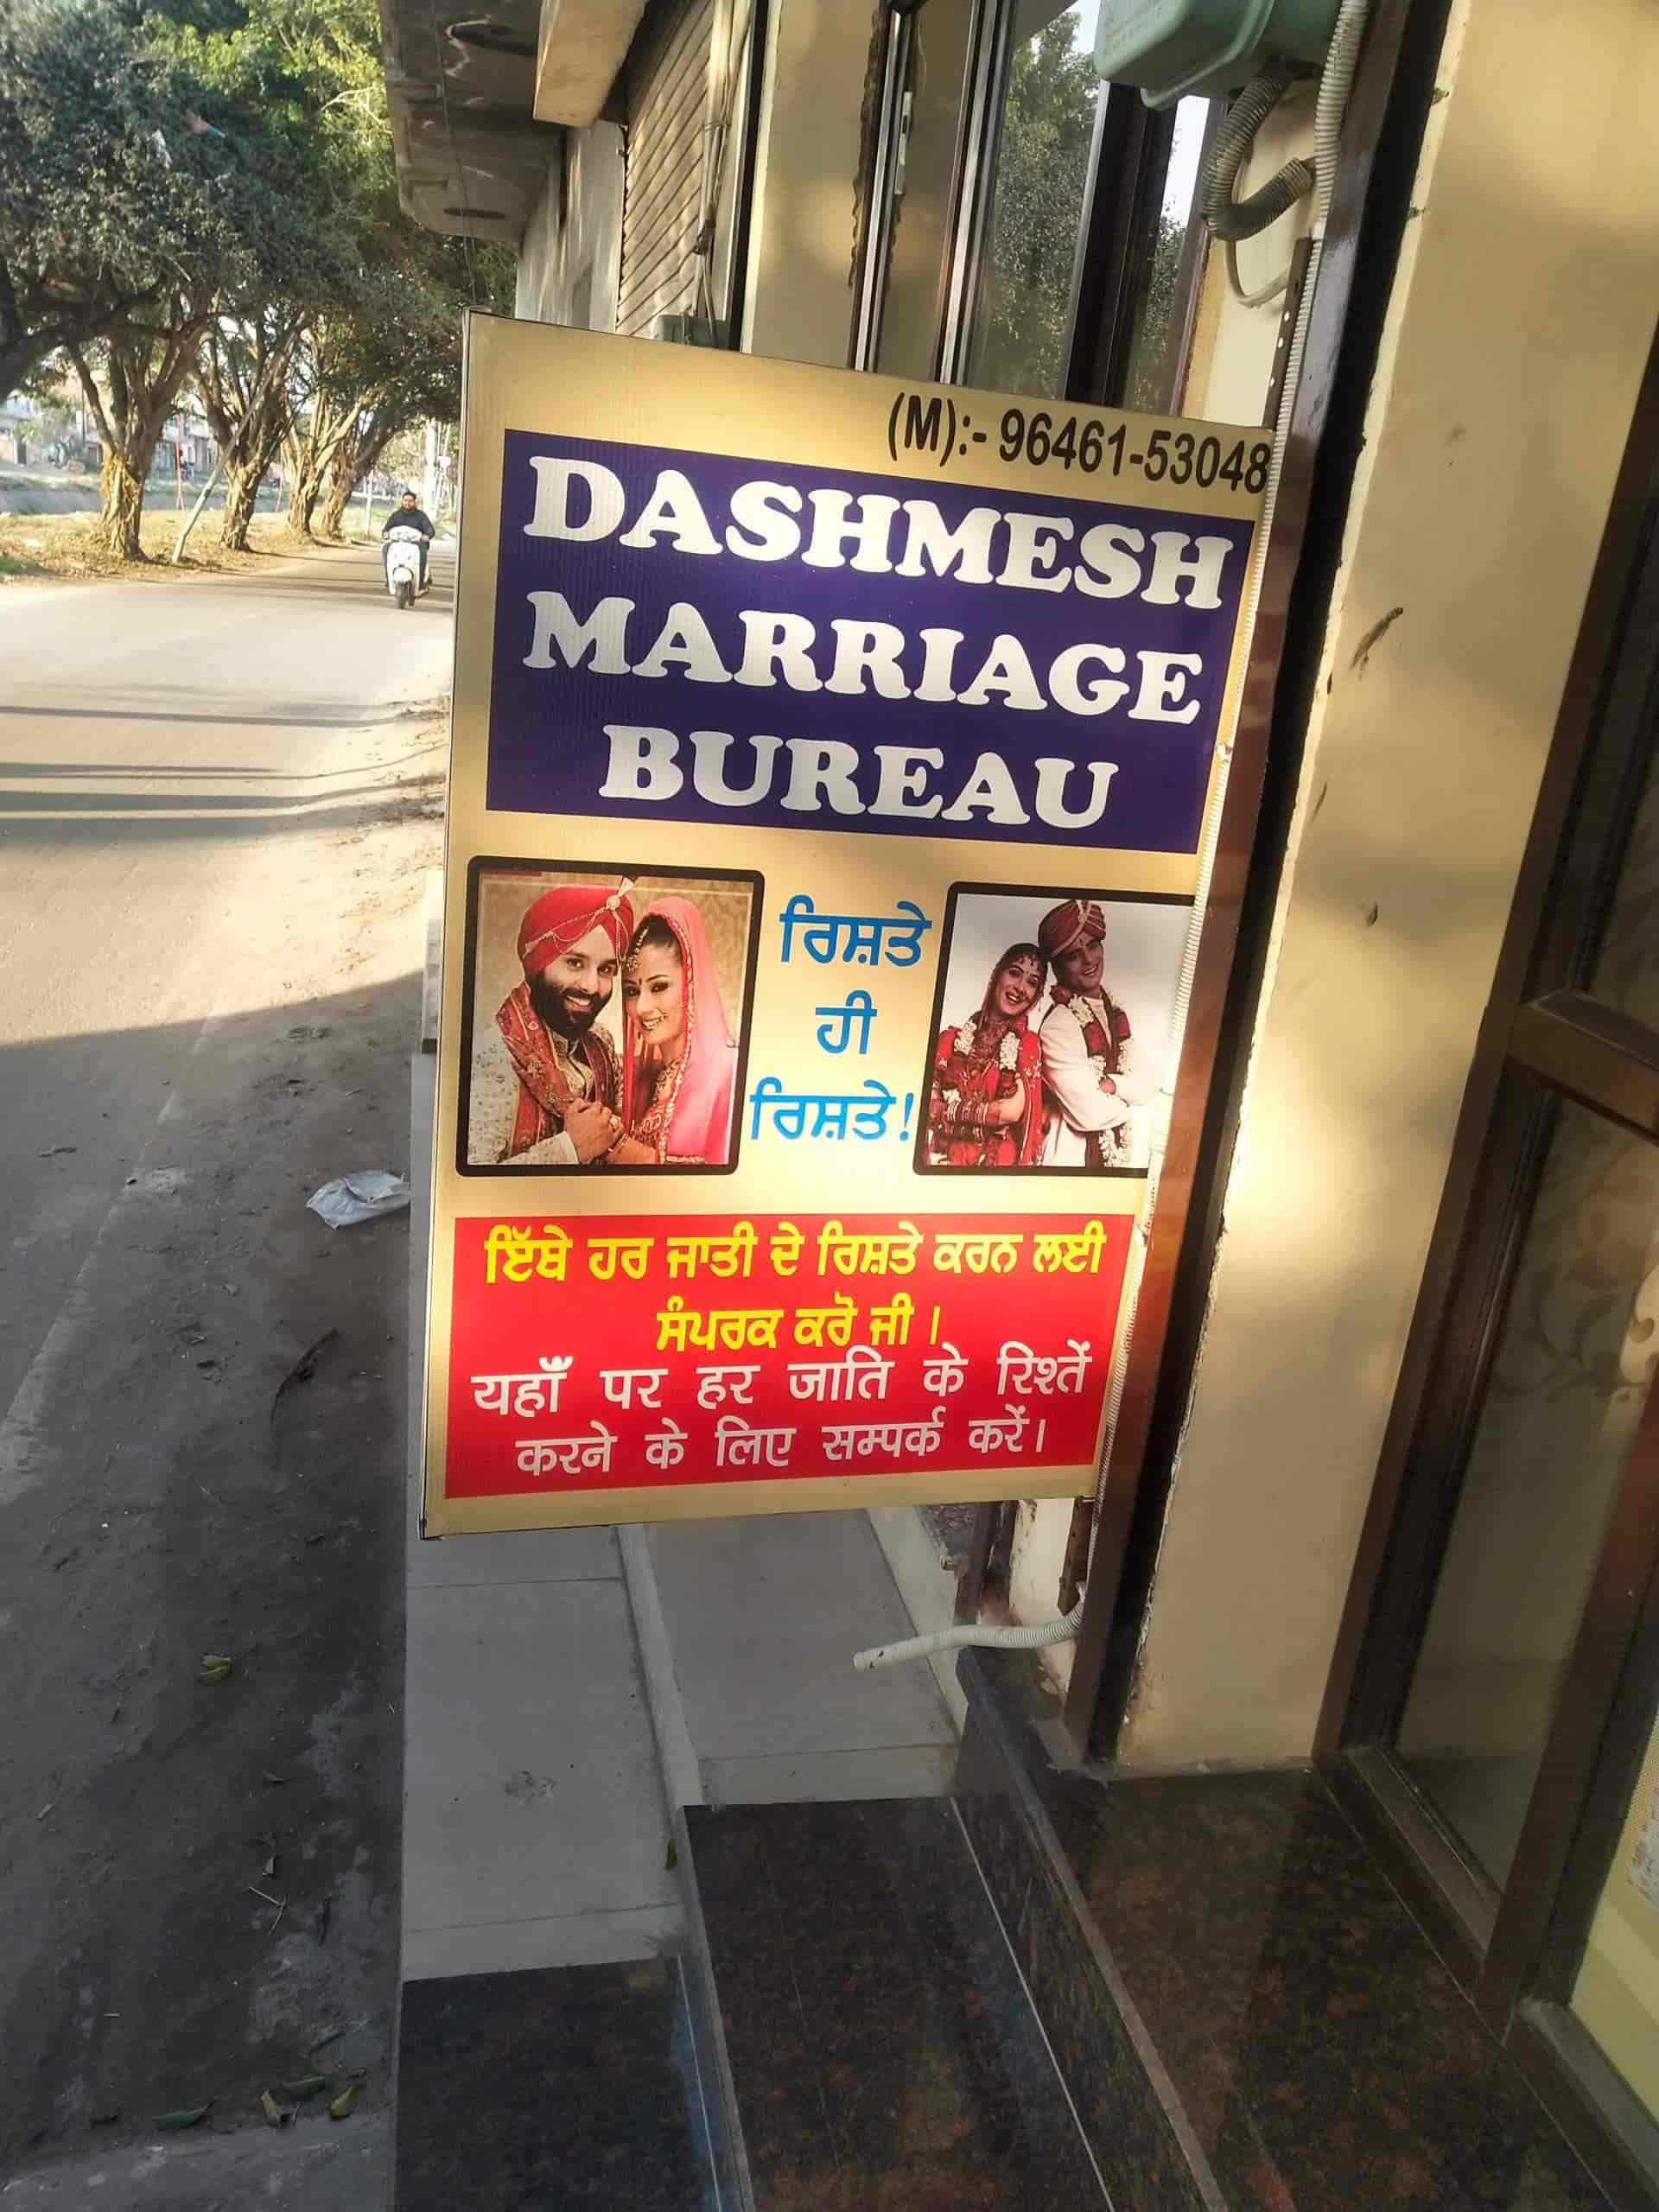 (M):- 96461-53048
DASHMESH
MARRIAGE
BUREAU
ਰਿਸ਼ਤੇ
ਹੀ
ਰਿਸ਼ਤੇ!
ਇੱਥੇ ਹਰ ਜਾਤੀ ਦੇ ਰਿਸ਼ਤੇ ਕਰਨ ਲਈ
ਸੰਪਰਕ ਕਰੋ ਜੀ।
यहाँ पर हर जाति के रिश्तें
करने के लिए सम्पर्क करें।